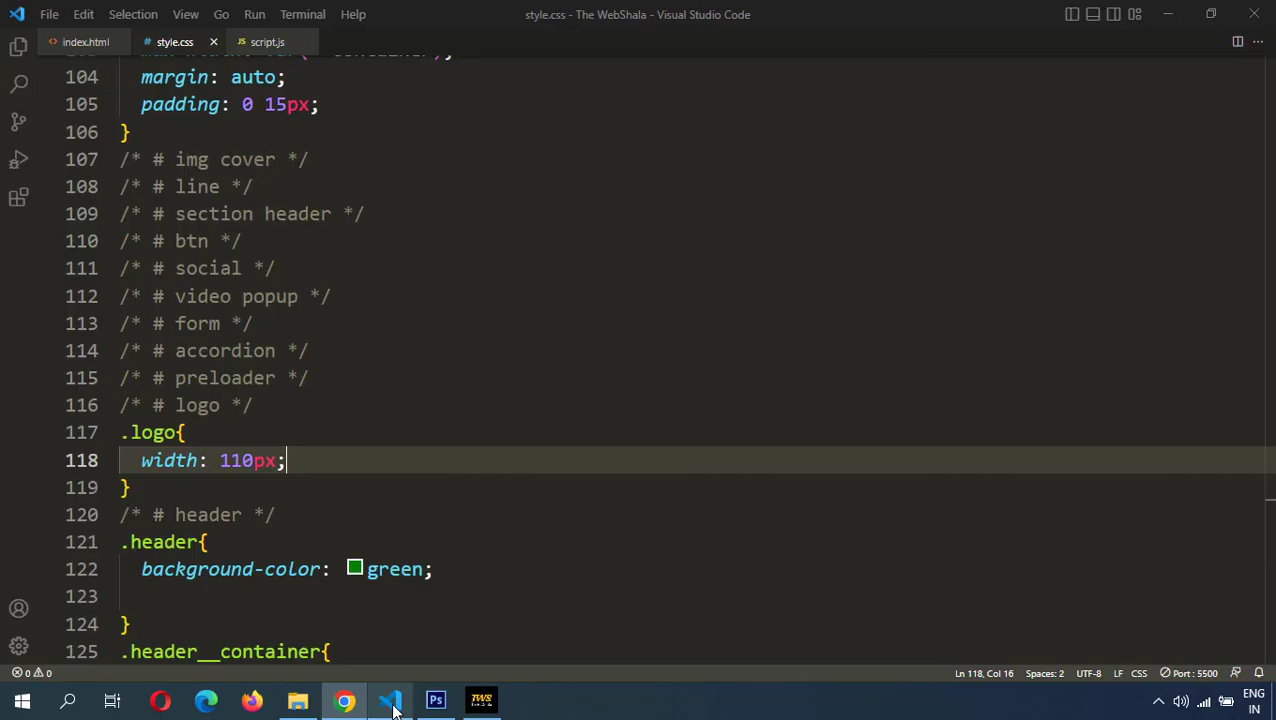 File Edit Selection View Go Run Terminal Help
style.css - The WebShala - Visual Studio Code
index.html
style.css
script.js
104 margin: auto;
105 padding: 0 15px;
106 }
107 /* # img cover */
108 /* # line */
109 /* # section header */
110 /* # btn */
111 /* # social */
112 /* # video popup */
113 /* # form */
114 /* # accordion */
115 /* # preloader */
116 /* # logo */
117 .logo{
118 width: 110px;
119 }
120 /* # header */
121 .header{
122 background-color: green;
123
124 }
125 .header__container{
0 0 Ln 118, Col 16 Spaces: 2 UTF-8 LF CSS Port: 5500
Ps TWS ENG
IN